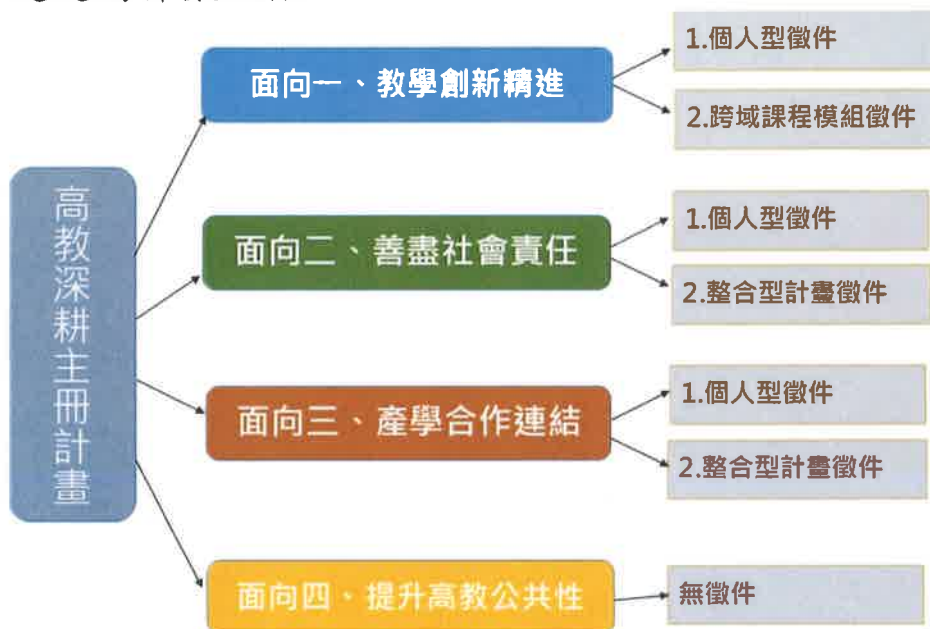 高教深耕主冊計畫
面向一、教學創新精進
1.個人型徵件
2.跨域課程模組徵件
面向二、善盡社會責任
1.個人型徵件
2.整合型計畫徵件
面向三、產學合作連結
1.個人型徵件
2.整合型計畫徵件
面向四、提升高教公共性
無徵件